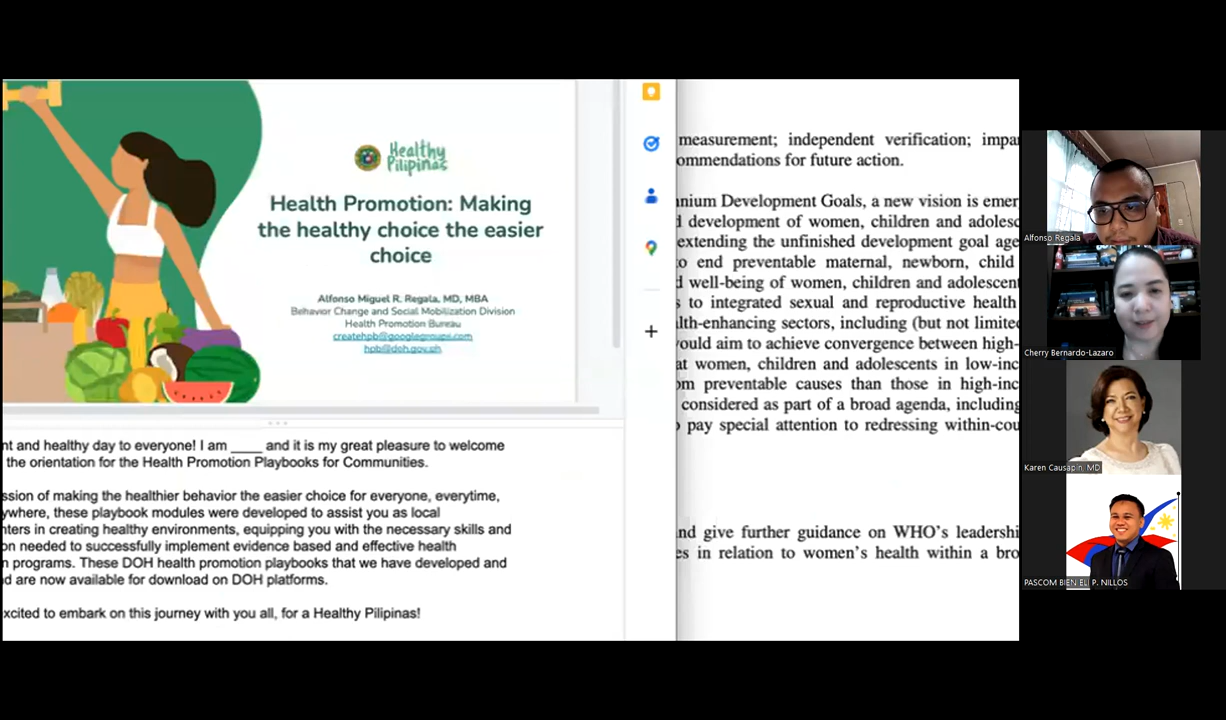 Healthy
Pilipinas
Health Promotion: Making
the healthy choice the easier
choice
Alfonso Miguel R. Regala, MD, MBA
Behavior Change and Social Mobilization Division
Health Promotion Bureau
createhpb@googlegroups.com
hpb@doh.gov.ph
nt and healthy day to everyone! I am ____ and it is my great pleasure to welcome
the orientation for the Health Promotion Playbooks for Communities.
ssion of making the healthier behavior the easier choice for everyone, everytime,
ywhere, these playbook modules were developed to assist you as local
nters in creating healthy environments, equipping you with the necessary skills and
on needed to successfully implement evidence based and effective health
n programs. These DOH health promotion playbooks that we have developed and
d are now available for download on DOH platforms.
xcited to embark on this journey with you all, for a Healthy Pilipinas!
measurement; independent verification; impa
ommendations for future action.
nnium Development Goals, a new vision is emer
d development of women, children and adolesc
extending the unfinished development goal age
o end preventable maternal, newborn, child
d well-being of women, children and adolescent
s to integrated sexual and reproductive health
lth-enhancing sectors, including (but not limited
would aim to achieve convergence between high-
at women, children and adolescents in low-inc
om preventable causes than those in high-inc
considered as part of a broad agenda, including
o pay special attention to redressing within-cou
and give further guidance on WHO's leadershi
es in relation to women's health within a bro
Alfonso Regala
Cherry Bernardo-Lazaro
Karen Causapin, MD
PASCOM BIEN ELI P. NILLOS